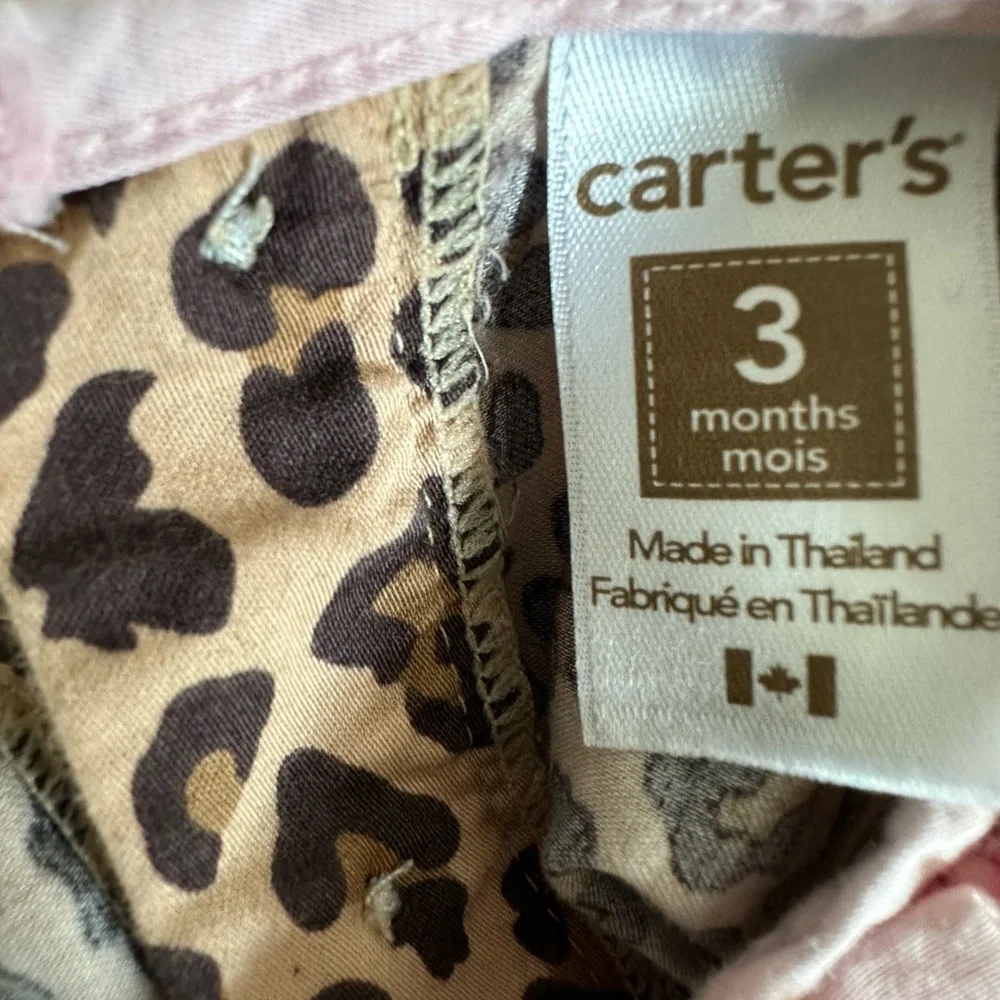 carter's
3
months
mois
Made in Thailand
Fabriqué en Thaïlande